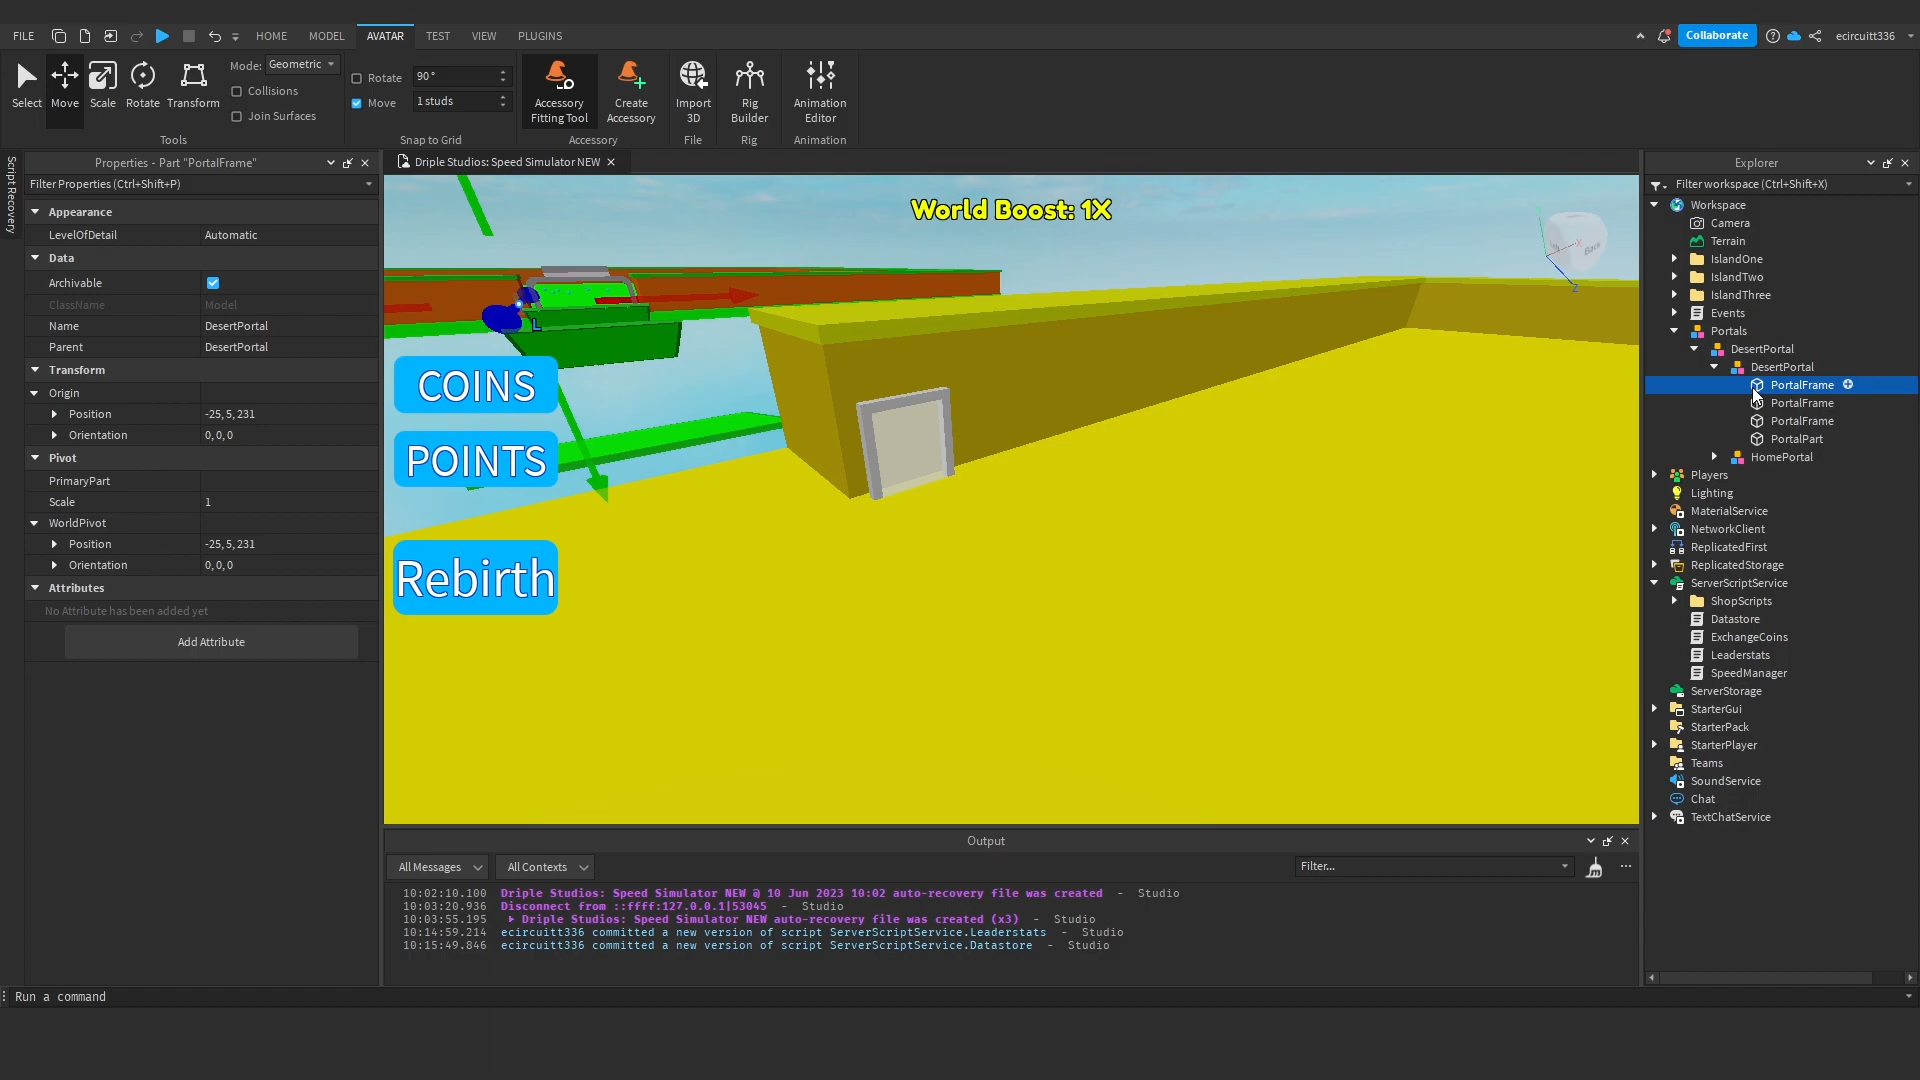 FILE
HOME
MODEL
AVATAR
TEST
VIEW
PLUGINS
Collaborate
ecircuitt336
Select
Move
Scale
Rotate
Transform
Mode:
Geometric
Collisions
Join Surfaces
Tools
Rotate
90°
Move
1 studs
Snap to Grid
Accessory
Fitting Tool
Create
Accessory
Accessory
Import
3D
File
Rig
Builder
Rig
Animation
Editor
Animation
Script Recovery
Properties - Part "PortalFrame"
Filter Properties (Ctrl+Shift+P)
Appearance
LevelOfDetail Automatic
Data
Archivable
ClassName Model
Name DesertPortal
Parent DesertPortal
Transform
Origin
Position -25, 5, 231
Orientation 0, 0, 0
Pivot
PrimaryPart
Scale 1
WorldPivot
Position -25, 5, 231
Orientation 0, 0, 0
Attributes
No Attribute has been added yet
Add Attribute
Driple Studios: Speed Simulator NEW
World Boost: 1X
Back
L
COINS
POINTS
Rebirth
Output
All Messages
All Contexts
Filter...
10:02:10.100 Driple Studios: Speed Simulator NEW @ 10 Jun 2023 10:02 auto-recovery file was created - Studio
10:03:20.936 Disconnect from ::ffff:127.0.0.1|53045 - Studio
10:03:55.195 Driple Studios: Speed Simulator NEW auto-recovery file was created (x3) - Studio
10:14:59.214 ecircuitt336 committed a new version of script ServerScriptService.Leaderstats - Studio
10:15:49.846 ecircuitt336 committed a new version of script ServerScriptService.Datastore - Studio
Run a command
Explorer
Filter workspace (Ctrl+Shift+X)
Workspace
Camera
Terrain
IslandOne
IslandTwo
IslandThree
Events
Portals
DesertPortal
DesertPortal
PortalFrame
PortalFrame
PortalFrame
PortalPart
HomePortal
Players
Lighting
MaterialService
NetworkClient
ReplicatedFirst
ReplicatedStorage
ServerScriptService
ShopScripts
Datastore
ExchangeCoins
Leaderstats
SpeedManager
ServerStorage
StarterGui
StarterPack
StarterPlayer
Teams
SoundService
Chat
TextChatService